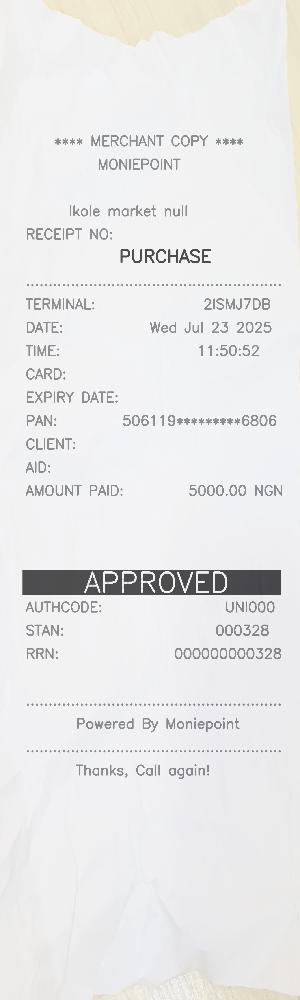 **** MERCHANT COPY ****
MONIEPOINT
Ikole market null
RECEIPT NO:
PURCHASE
TERMINAL: 2ISMJ7DB
DATE: Wed Jul 23 2025
TIME: 11:50:52
CARD:
EXPIRY DATE:
PAN: 506119*********6806
CLIENT:
AID:
AMOUNT PAID: 5000.00 NGN
APPROVED
AUTHCODE: UNI000
STAN: 000328
RRN: 000000000328
Powered By Moniepoint
Thanks, Call again!